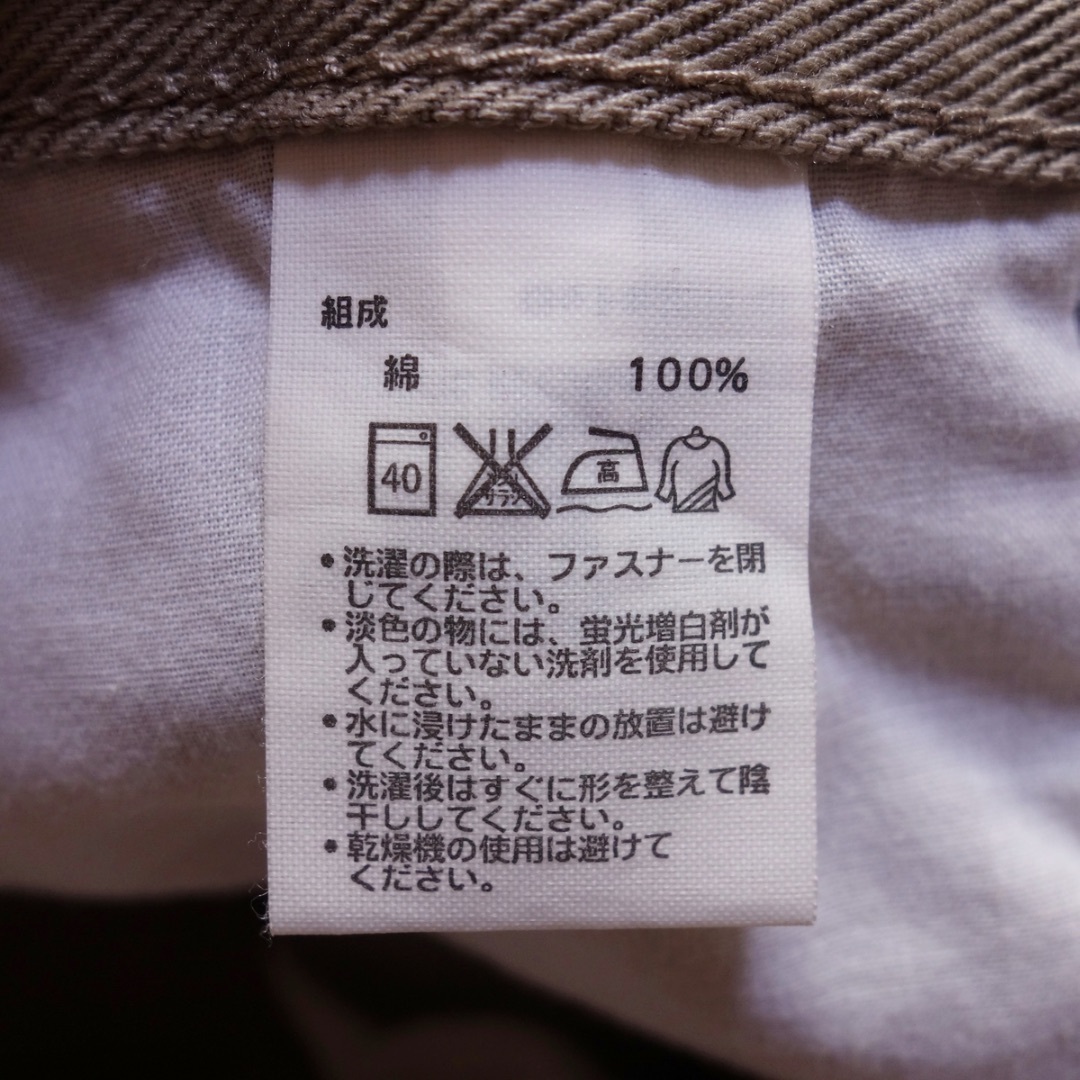 組成
綿 100%
40 高
・洗濯の際は、ファスナーを閉
じてください。
・淡色の物には、蛍光増白剤が
入っていない洗剤を使用して
ください。
・水に浸けたままの放置は避け
てください。
・洗濯後はすぐに形を整えて陰
干ししてください。
・乾燥機の使用は避けて
ください。